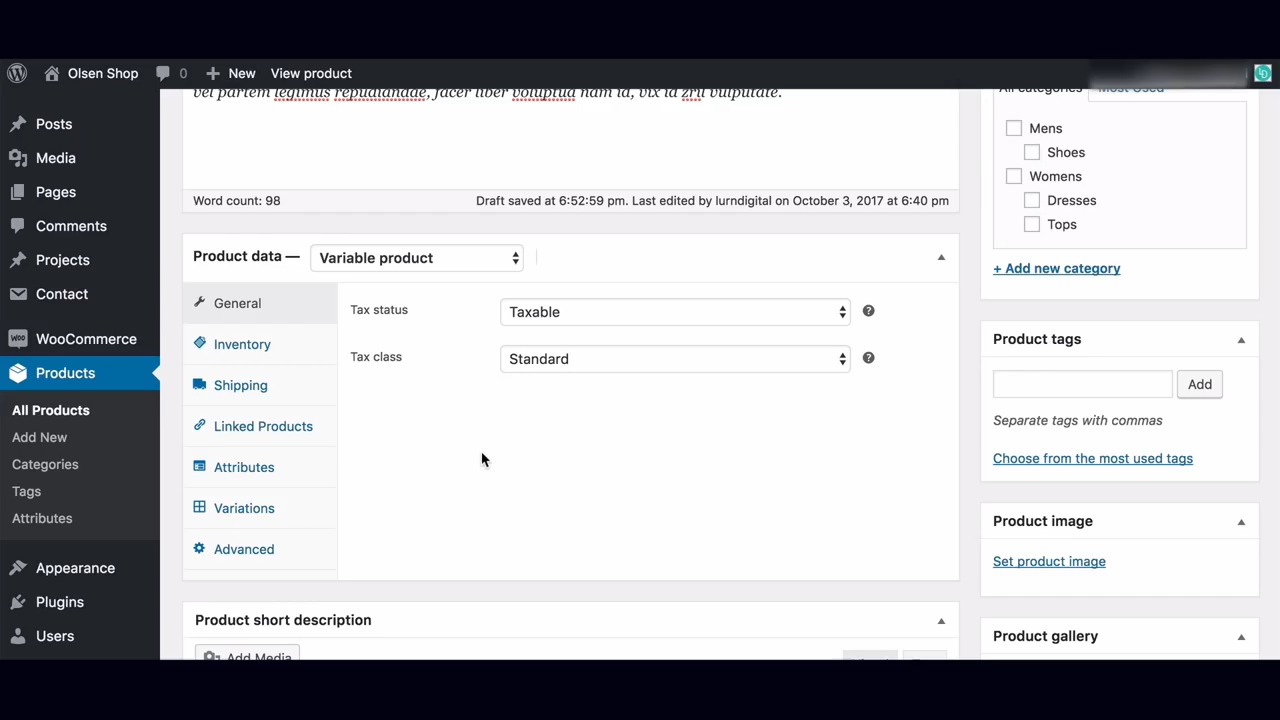 Olsen Shop 0 New View product
Posts
Media
Pages
Comments
Projects
Contact
WooCommerce
Products
All Products
Add New
Categories
Tags
Attributes
Appearance
Plugins
Users
vel partem legimus repudiandae, facer liber voluptua nam id, vix id zril vulputate.
Word count: 98 Draft saved at 6:52:59 pm. Last edited by lurndigital on October 3, 2017 at 6:40 pm
Product data — Variable product
General
Inventory
Shipping
Linked Products
Attributes
Variations
Advanced
Tax status Taxable
Tax class Standard
Product short description
Add Media
All categories Most Used
Mens
Shoes
Womens
Dresses
Tops
+ Add new category
Product tags
Add
Separate tags with commas
Choose from the most used tags
Product image
Set product image
Product gallery